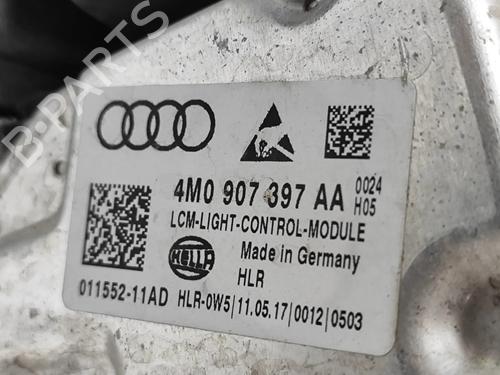 B-PARTS
4M0 907 397 AA 0024
H05
LCM-LIGHT-CONTROL-MODULE
HELLA
Made in Germany
HLR
011552-11AD HLR-0W5|11.05.17|0012|0503